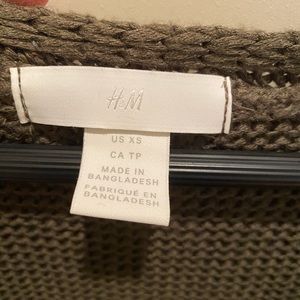 H&M
US XS
CA TP
MADE IN
BANGLADESH
FABRIQUÉ EN
BANGLADESH